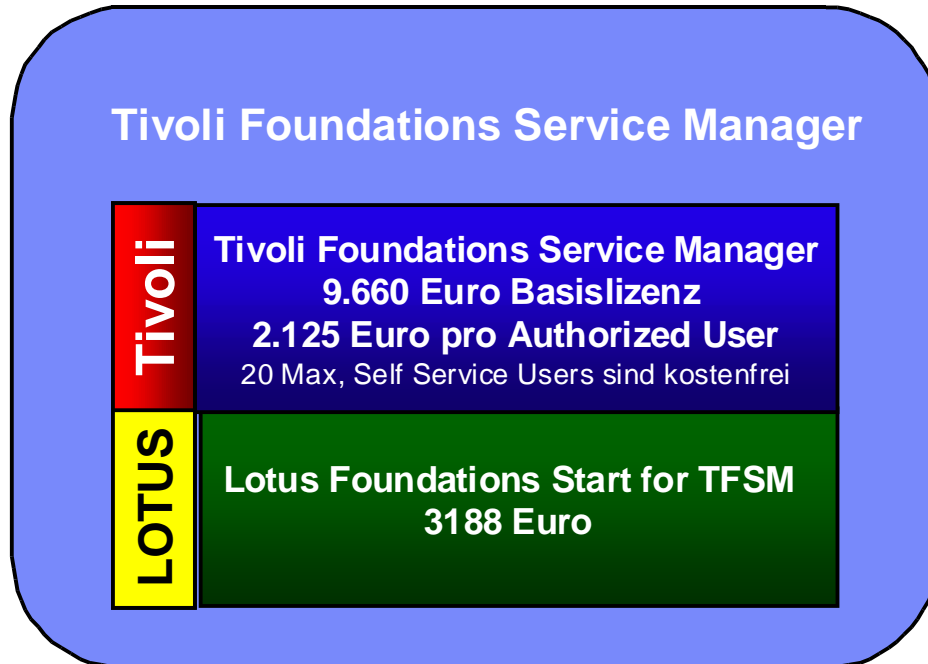 Tivoli Foundations Service Manager
Tivoli
Tivoli Foundations Service Manager
9.660 Euro Basislizenz
2.125 Euro pro Authorized User
20 Max, Self Service Users sind kostenfrei
LOTUS
Lotus Foundations Start for TFSM
3188 Euro